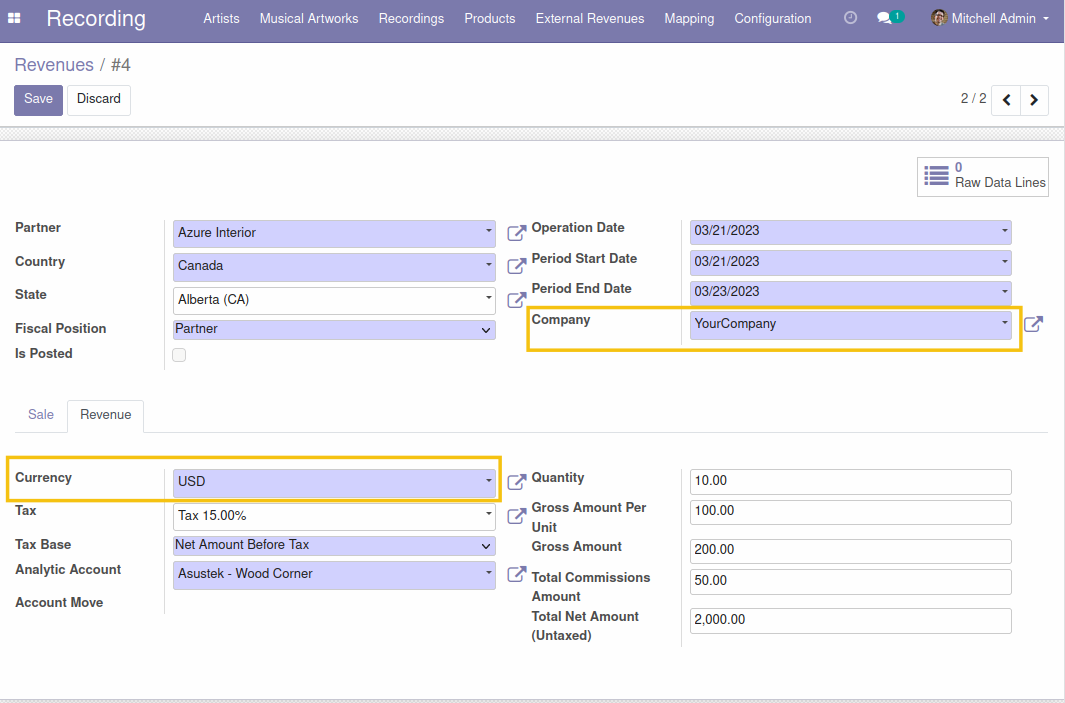 Recording Artists Musical Artworks Recordings Products External Revenues Mapping Configuration 1 Mitchell Admin
Revenues / #4
Save Discard 2 / 2
0
Raw Data Lines
Partner Azure Interior
Country Canada
State Alberta (CA)
Fiscal Position Partner
Is Posted
Operation Date 03/21/2023
Period Start Date 03/21/2023
Period End Date 03/23/2023
Company YourCompany
Sale Revenue
Currency USD
Tax Tax 15.00%
Tax Base Net Amount Before Tax
Analytic Account Asustek - Wood Corner
Account Move
Quantity 10.00
Gross Amount Per 100.00
Unit
Gross Amount 200.00
Total Commissions 50.00
Amount
Total Net Amount 2,000.00
(Untaxed)